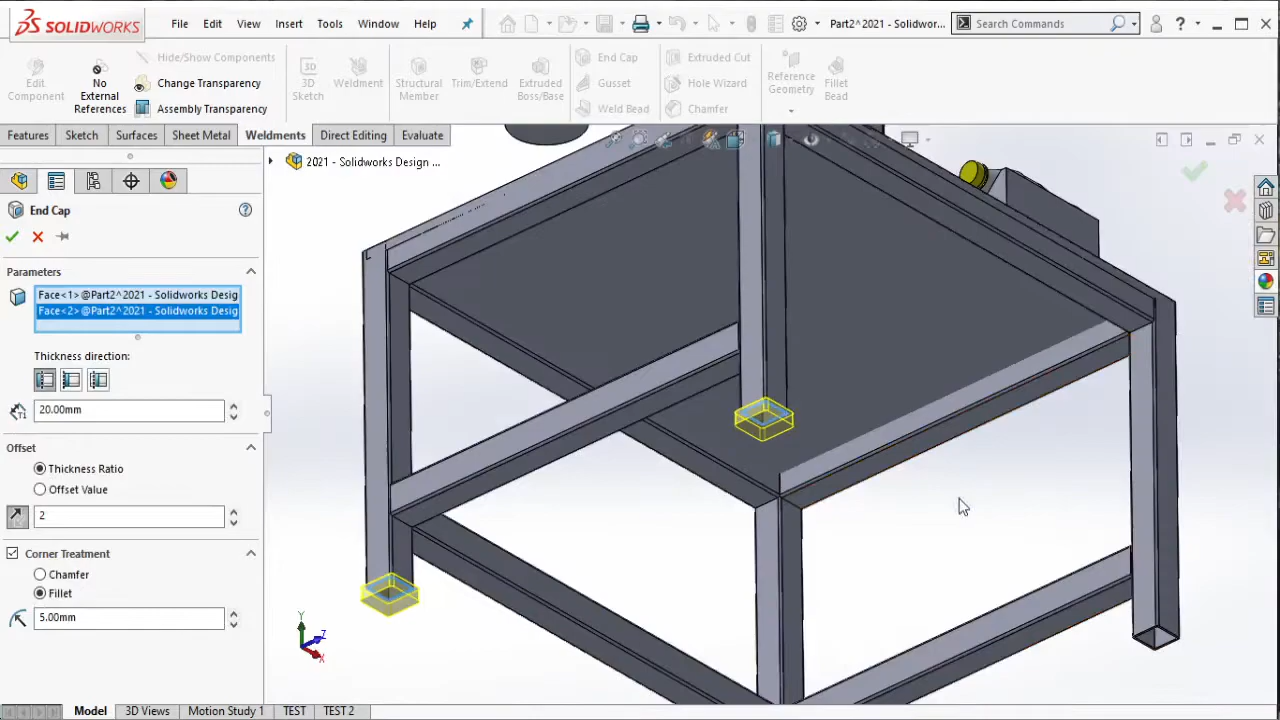 SOLIDWORKS File Edit View Insert Tools Window Help Part2^2021 - Solidwor... Search Commands ?
Edit Component
No External References
Hide/Show Components
Change Transparency
Assembly Transparency
3D Sketch
Weldment
Structural Member
Trim/Extend
Extruded Boss/Base
End Cap
Gusset
Weld Bead
Extruded Cut
Hole Wizard
Chamfer
Reference Geometry
Fillet Bead
Features Sketch Surfaces Sheet Metal Weldments Direct Editing Evaluate
2021 - Solidworks Design ...
End Cap
Parameters
Face<1>@Part2^2021 - Solidworks Desig
Face<2>@Part2^2021 - Solidworks Desig
Thickness direction:
20.00mm
Offset
Thickness Ratio
Offset Value
2
Corner Treatment
Chamfer
Fillet
5.00mm
Y
Z
X
Model 3D Views Motion Study 1 TEST TEST 2